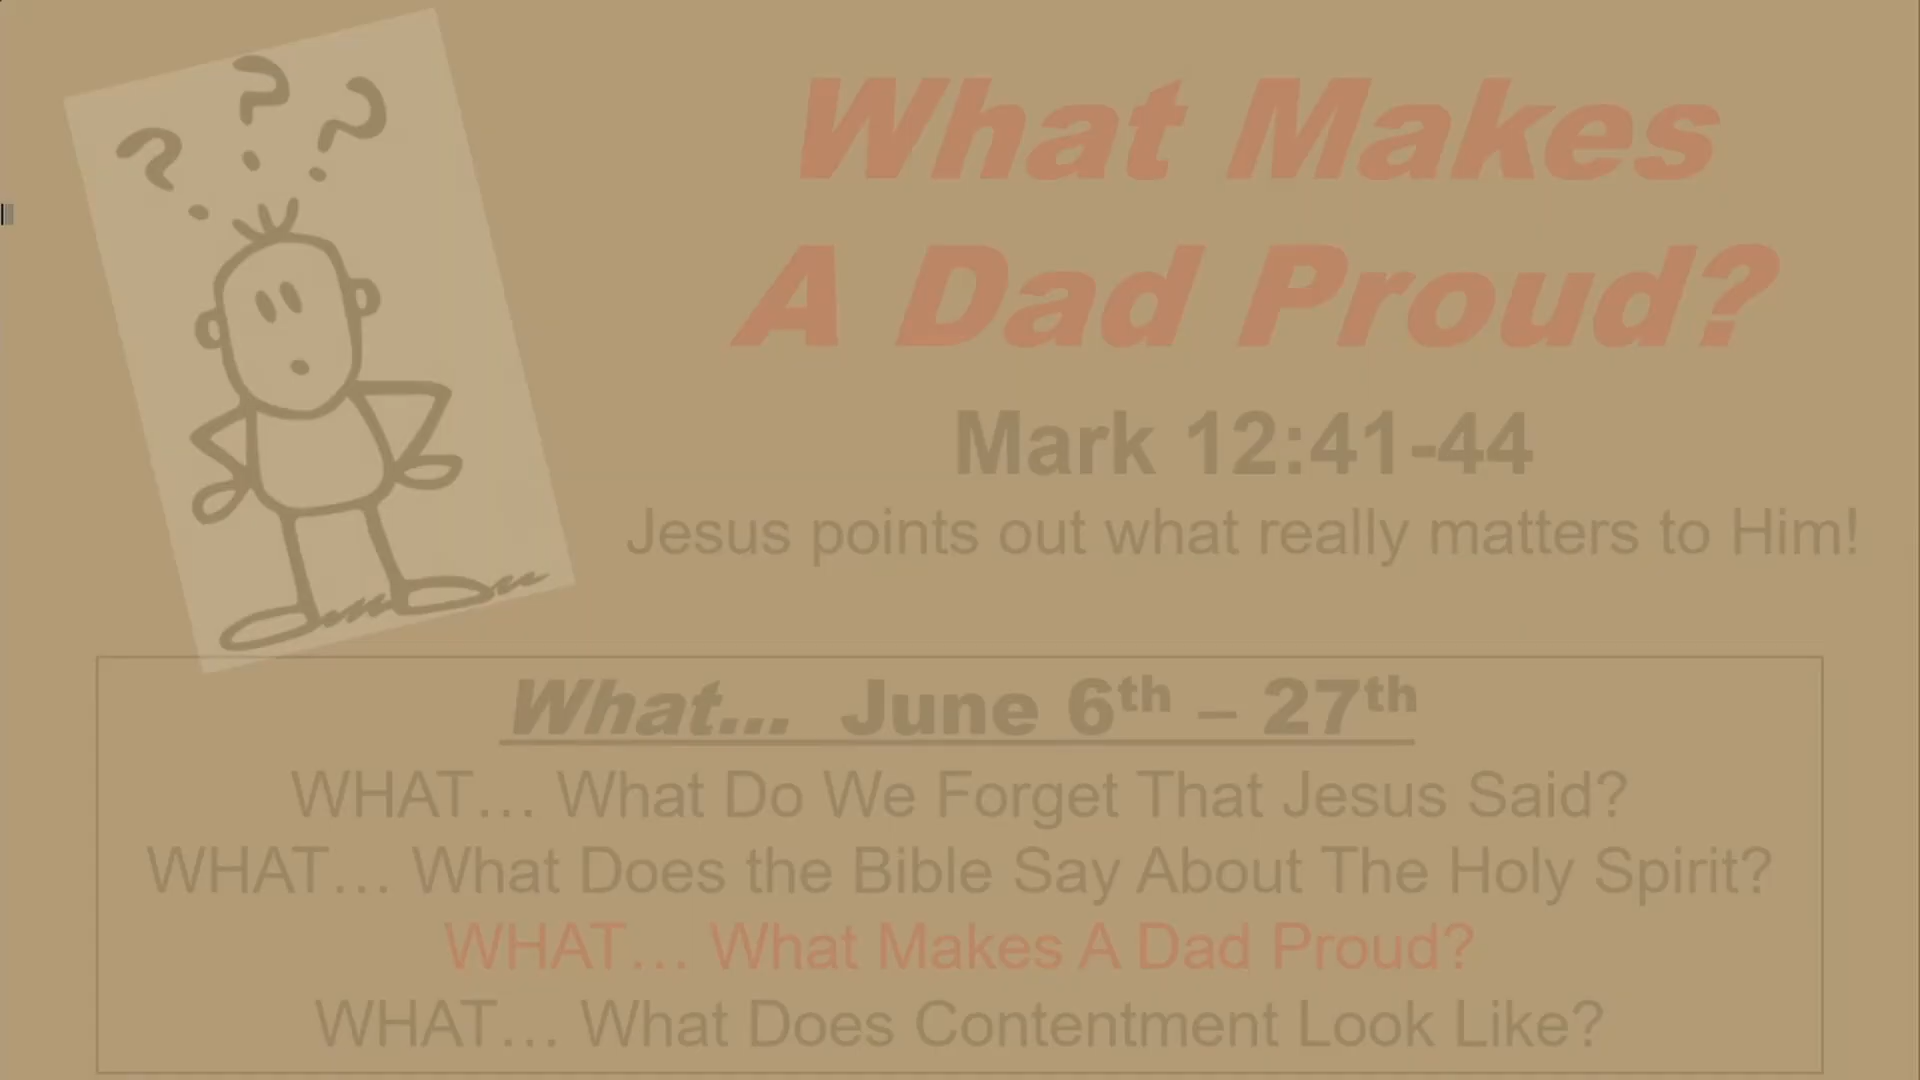 ? ? ?
What Makes
A Dad Proud?
Mark 12:41-44
Jesus points out what really matters to Him!
What... June 6th – 27th
WHAT… What Do We Forget That Jesus Said?
WHAT… What Does the Bible Say About The Holy Spirit?
WHAT… What Makes A Dad Proud?
WHAT… What Does Contentment Look Like?